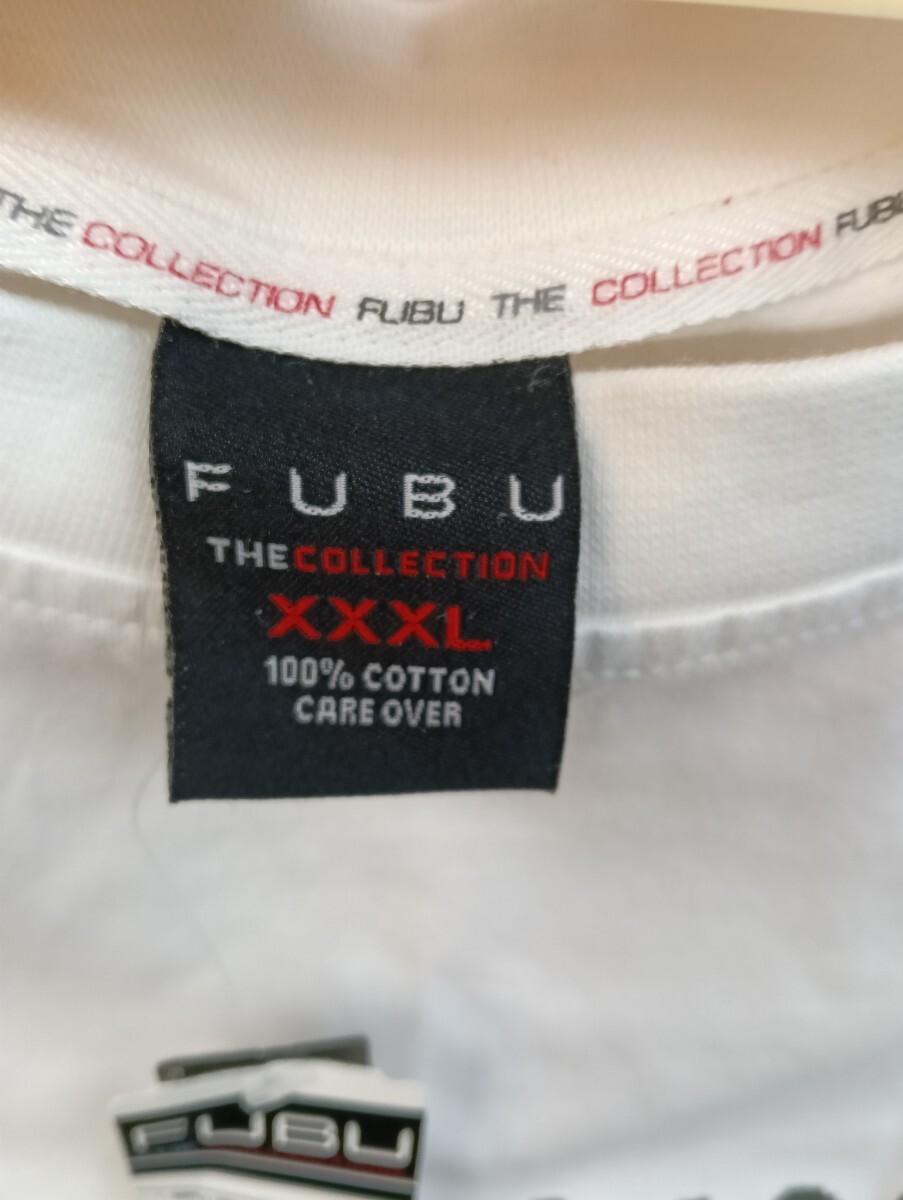 THE COLLECTION FUBU THE COLLECTION FUBU
FUBU
THE COLLECTION
XXXL
100% COTTON
CARE OVER
FUBU